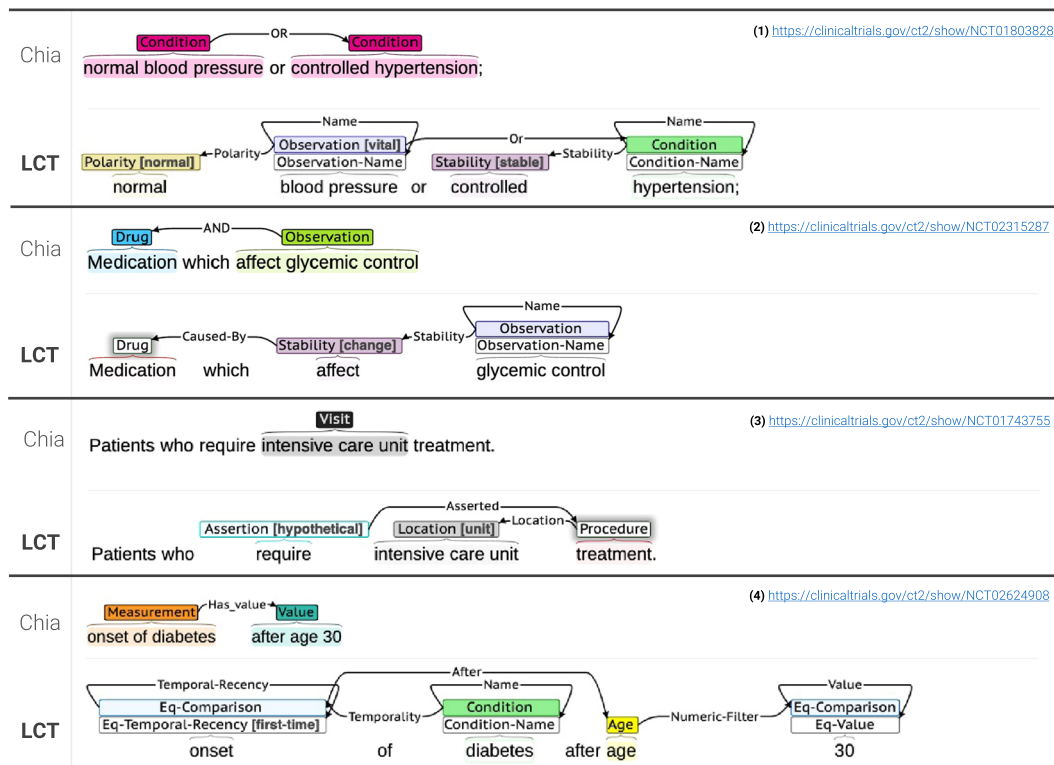 Chia
Condition OR Condition
(1) https://clinicaltrials.gov/ct2/show/NCT01803828
normal blood pressure or controlled hypertension;
LCT
Name Name
Observation [vital] Or Condition
Polarity [normal] Polarity Observation-Name Stability [stable] Stability Condition-Name
normal blood pressure or controlled hypertension;
Chia
Drug AND Observation
(2) https://clinicaltrials.gov/ct2/show/NCT02315287
Medication which affect glycemic control
LCT
Name
Caused-By Stability Observation
Drug Stability [change] Observation-Name
Medication which affect glycemic control
Chia
Visit
(3) https://clinicaltrials.gov/ct2/show/NCT01743755
Patients who require intensive care unit treatment.
LCT
Asserted
Assertion [hypothetical] Location [unit] Location Procedure
Patients who require intensive care unit treatment.
Chia
Measurement Has_value Value
(4) https://clinicaltrials.gov/ct2/show/NCT02624908
onset of diabetes after age 30
LCT
After
Temporal-Recency Name Value
Eq-Comparison Condition Eq-Comparison
Eq-Temporal-Recency [first-time] Temporality Condition-Name Age Numeric-Filter Eq-Value
onset of diabetes after age 30